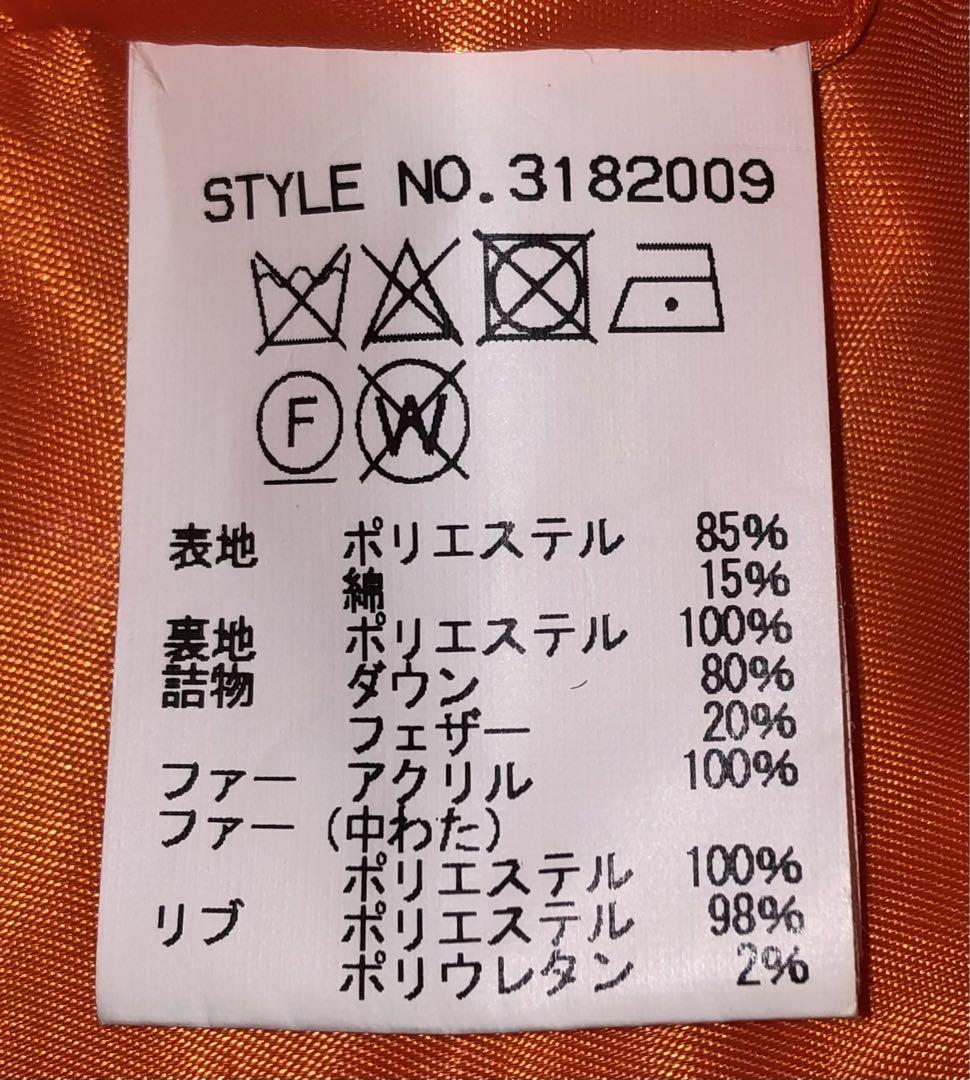 STYLE NO.3182009
F W
表地 ポリエステル 85%
綿 15%
裏地 ポリエステル 100%
詰物 ダウン 80%
フェザー 20%
ファー アクリル 100%
ファー (中わた)
ポリエステル 100%
リブ ポリエステル 98%
ポリウレタン 2%